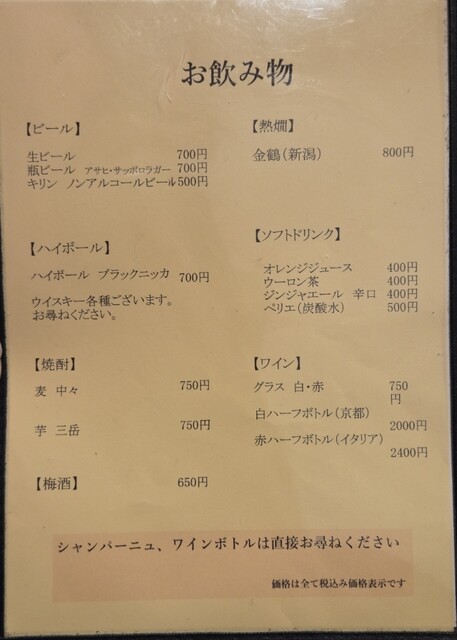 お飲み物
【ビール】
生ビール 700円
瓶ビール アサヒ・サッポロラガー 700円
キリン ノンアルコールビール 500円
【ハイボール】
ハイボール ブラックニッカ 700円
ウイスキー各種ございます。
お尋ねください。
【焼酎】
麦 中々 750円
芋 三岳 750円
【梅酒】 650円
【熱燗】
金鶴(新潟) 800円
【ソフトドリンク】
オレンジジュース 400円
ウーロン茶 400円
ジンジャエール 辛口 400円
ペリエ(炭酸水) 500円
【ワイン】
グラス 白・赤 750
円
白ハーフボトル(京都)
2000円
赤ハーフボトル(イタリア)
2400円
シャンパーニュ、ワインボトルは直接お尋ねください
価格は全て税込み価格表示です